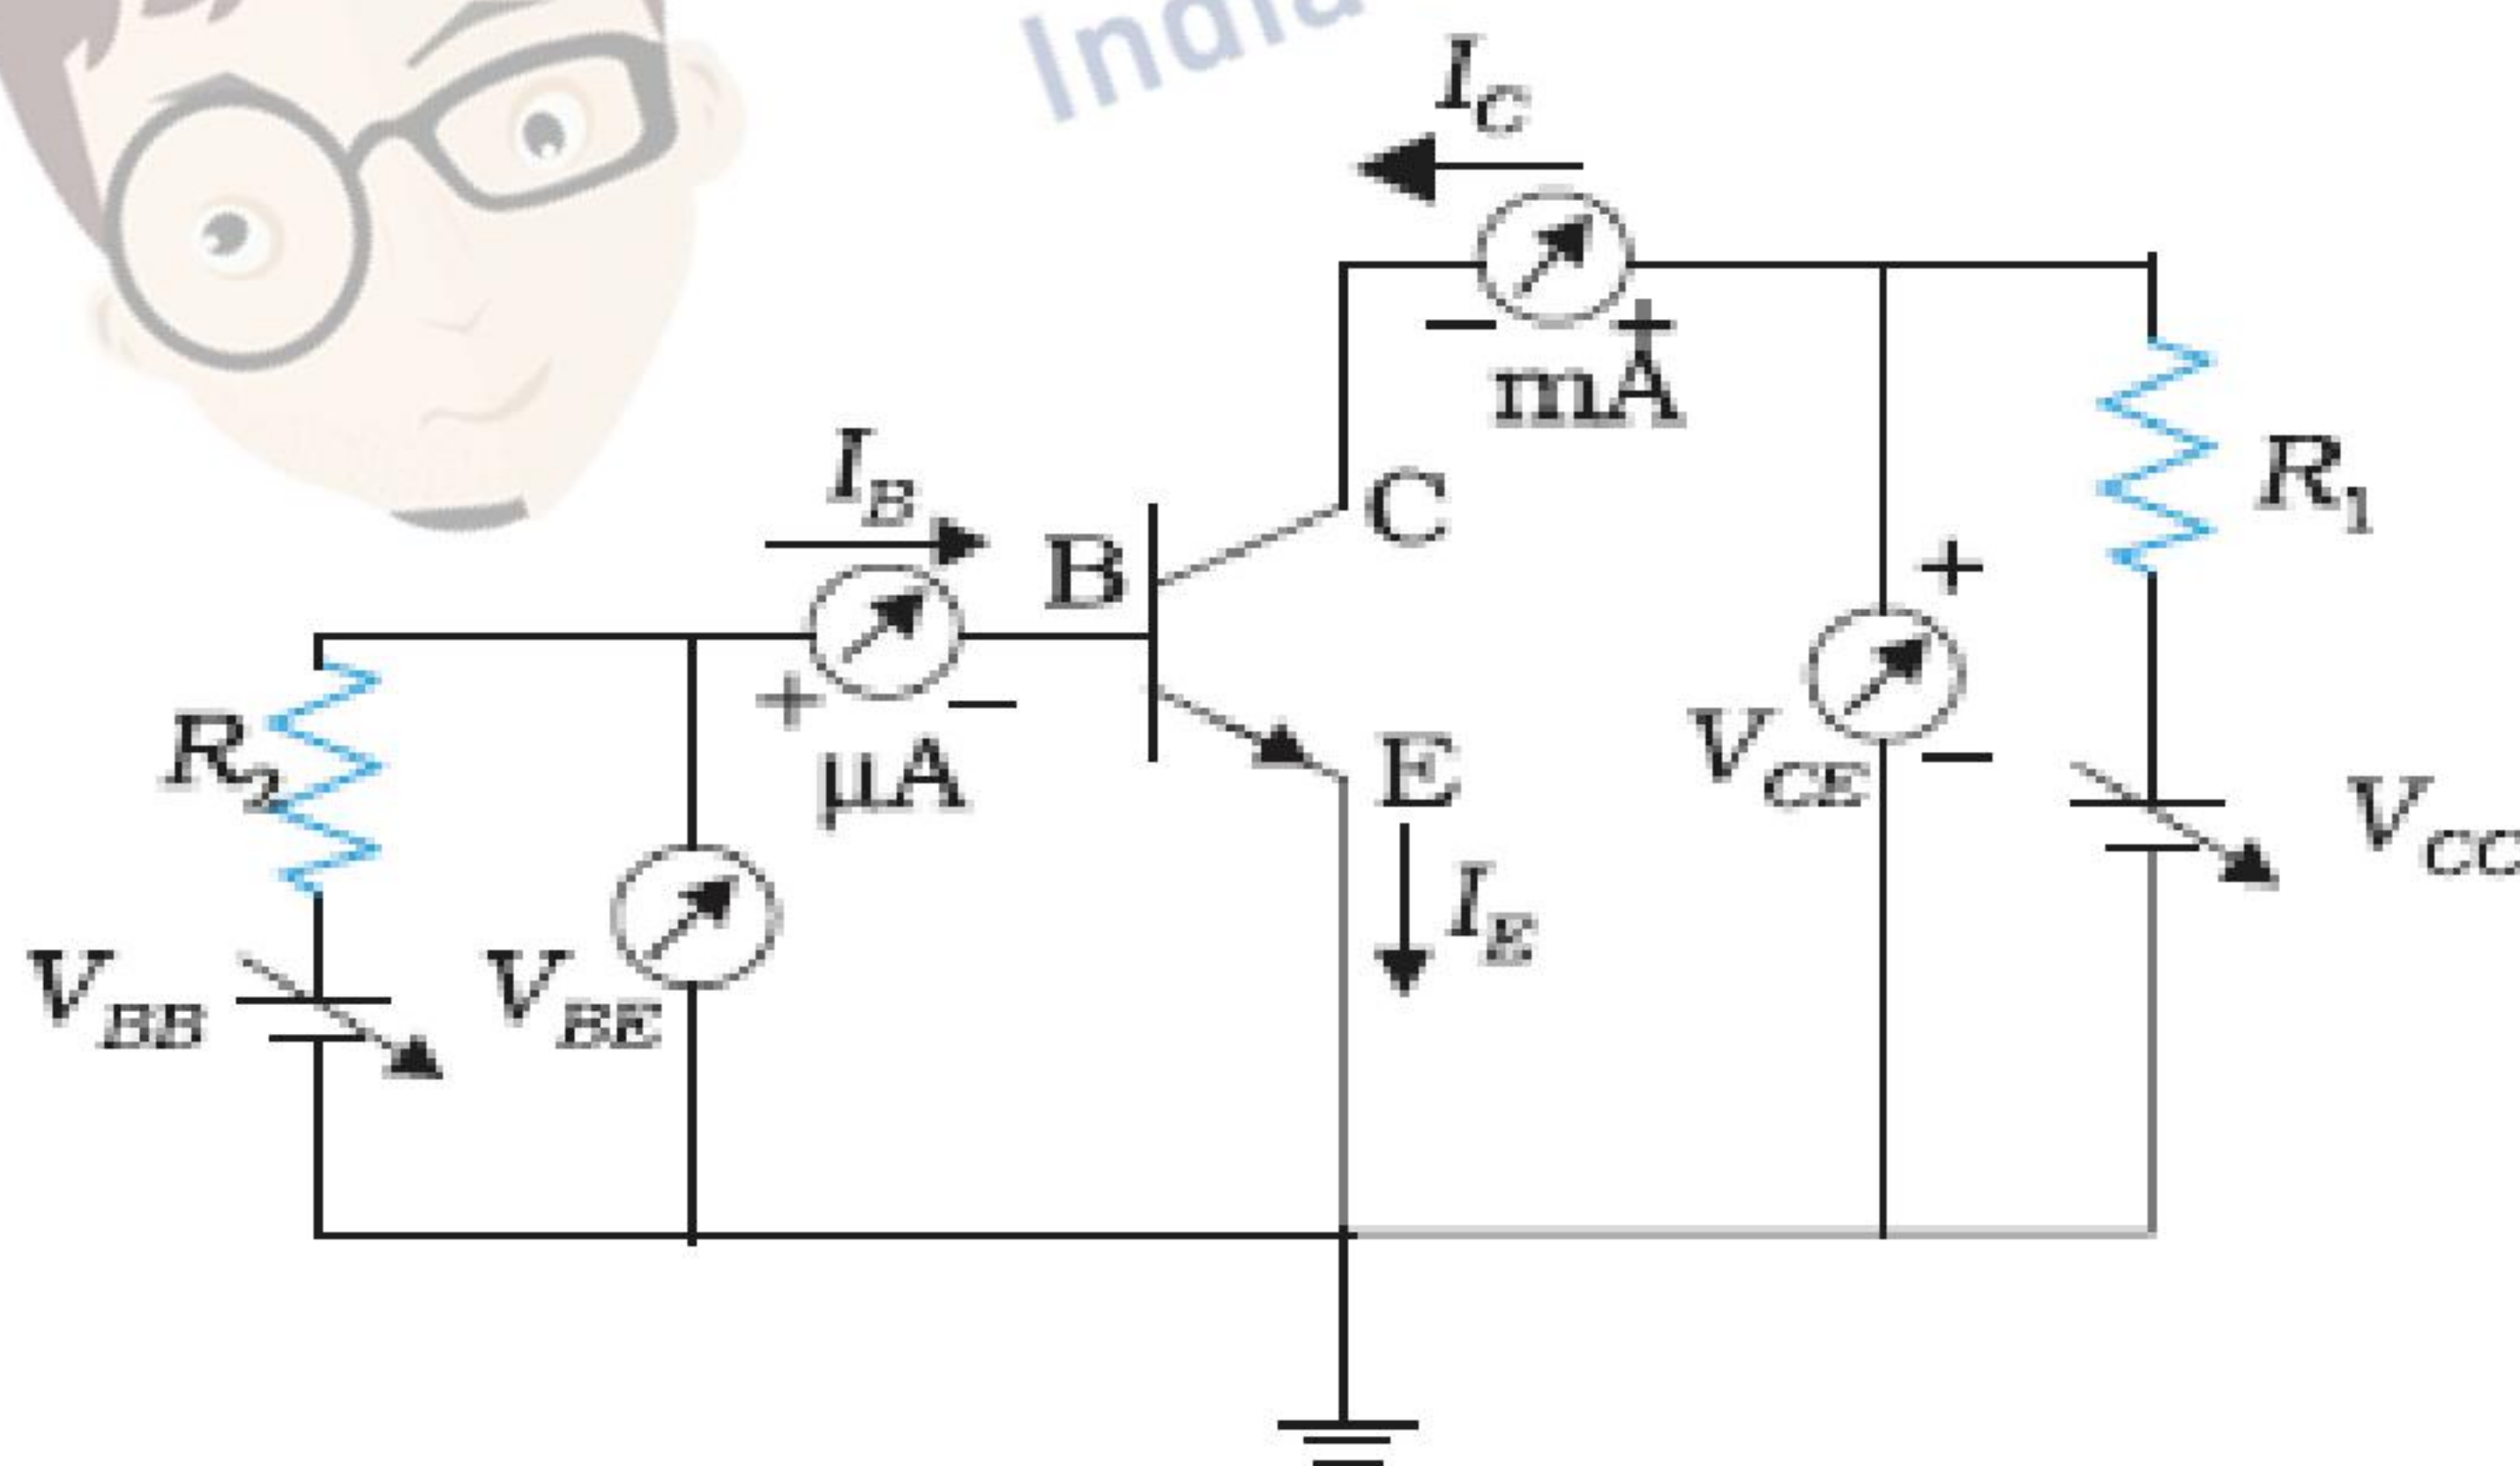 India
I_C
− +
mA
I_B
B
C
R_1
+
+ −
µA
R_2
E
V_CE
−
V_CC
I_E
V_BB
V_BE